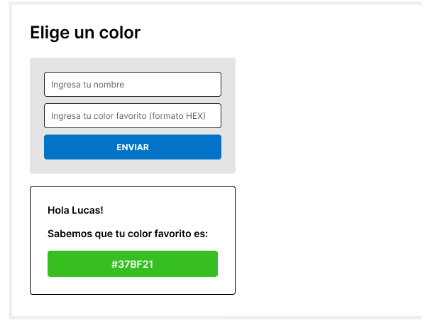 Elige un color
Ingresa tu nombre
Ingresa tu color favorito (formato HEX)
ENVIAR
Hola Lucas!
Sabemos que tu color favorito es:
#37BF21